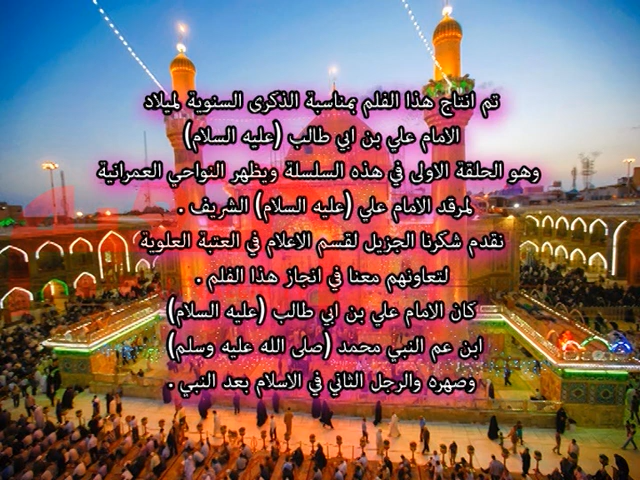 تم انتاج هذا الفلم بمناسبة الذكرى السنوية لميلاد
الامام علي بن ابي طالب (عليه السلام)
وهو الحلقة الاولى في هذه السلسلة ويظهر النواحي العمرانية
لمرقد الامام علي (عليه السلام) الشريف .
نقدم شكرنا الجزيل لقسم الاعلام في العتبة العلوية
لتعاونهم معنا في انجاز هذا الفلم .
كان الامام علي بن ابي طالب (عليه السلام)
ابن عم النبي محمد (صلى الله عليه وسلم)
وصهره والرجل الثاني في الاسلام بعد النبي .